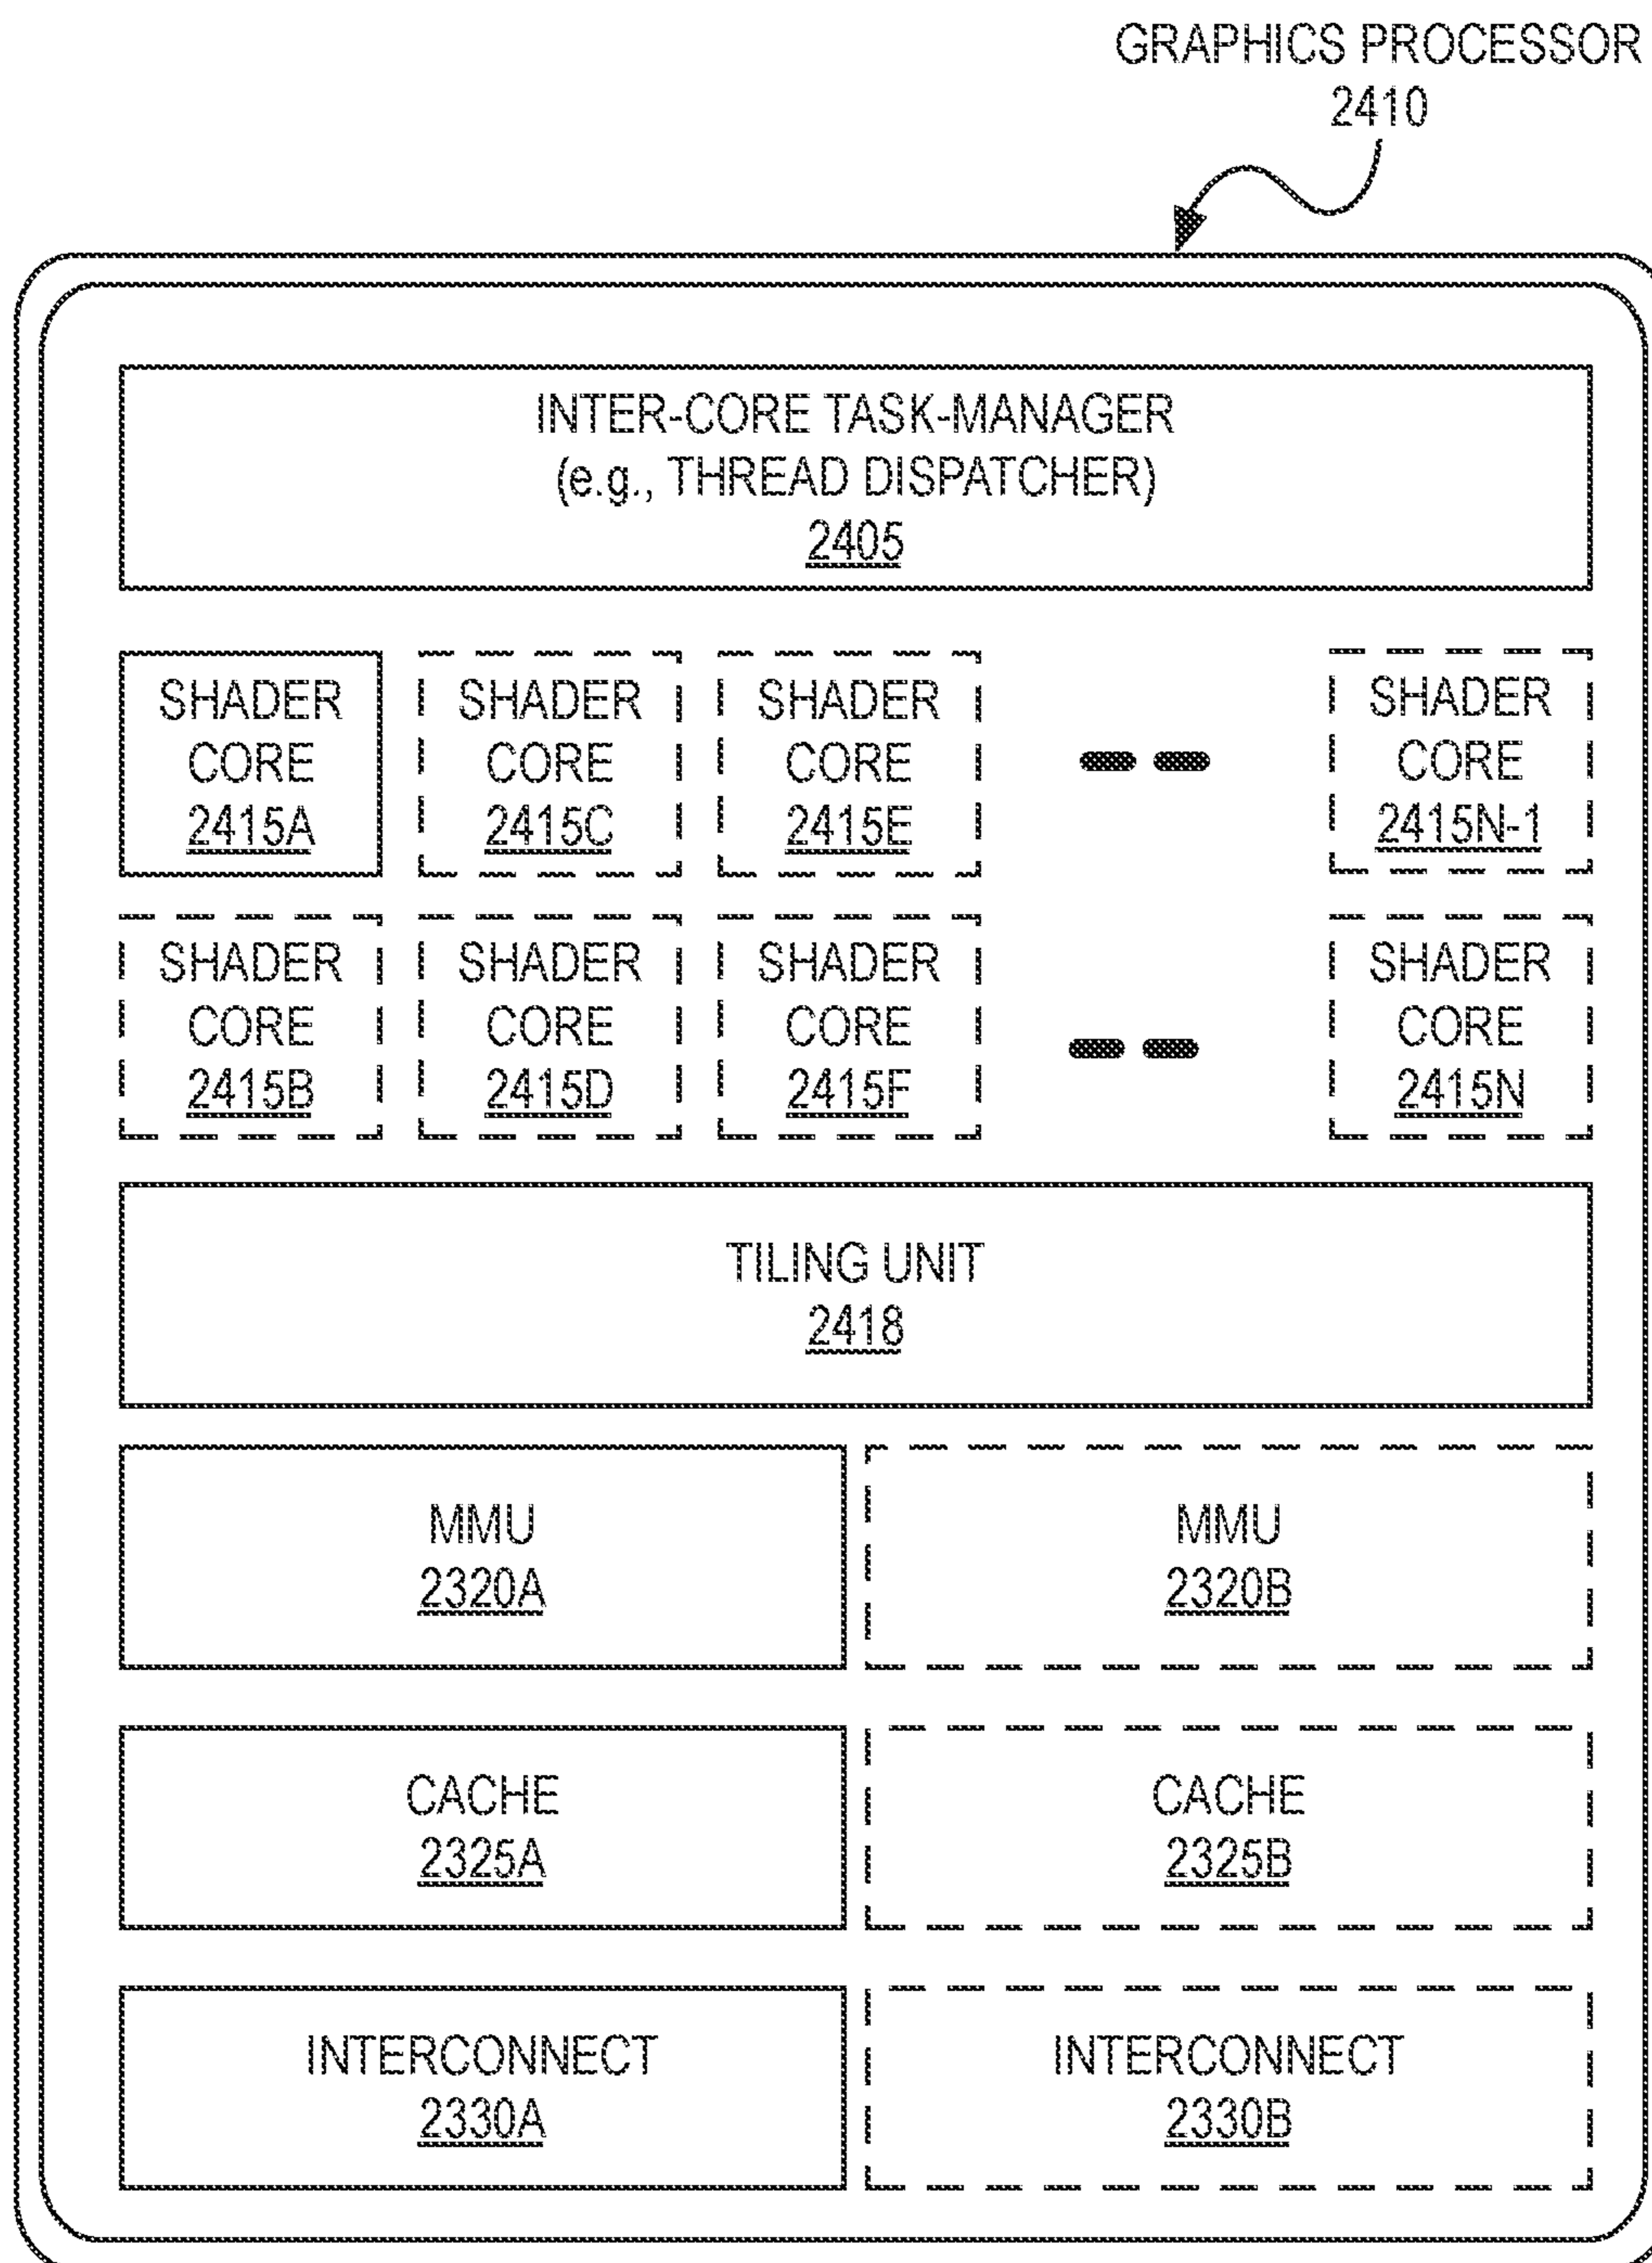 GRAPHICS PROCESSOR
2410
INTER-CORE TASK-MANAGER
(e.g., THREAD DISPATCHER)
2405
SHADER
CORE
2415A
SHADER
CORE
2415C
SHADER
CORE
2415E
SHADER
CORE
2415N-1
SHADER
CORE
2415B
SHADER
CORE
2415D
SHADER
CORE
2415F
SHADER
CORE
2415N
TILING UNIT
2418
MMU
2320A
MMU
2320B
CACHE
2325A
CACHE
2325B
INTERCONNECT
2330A
INTERCONNECT
2330B